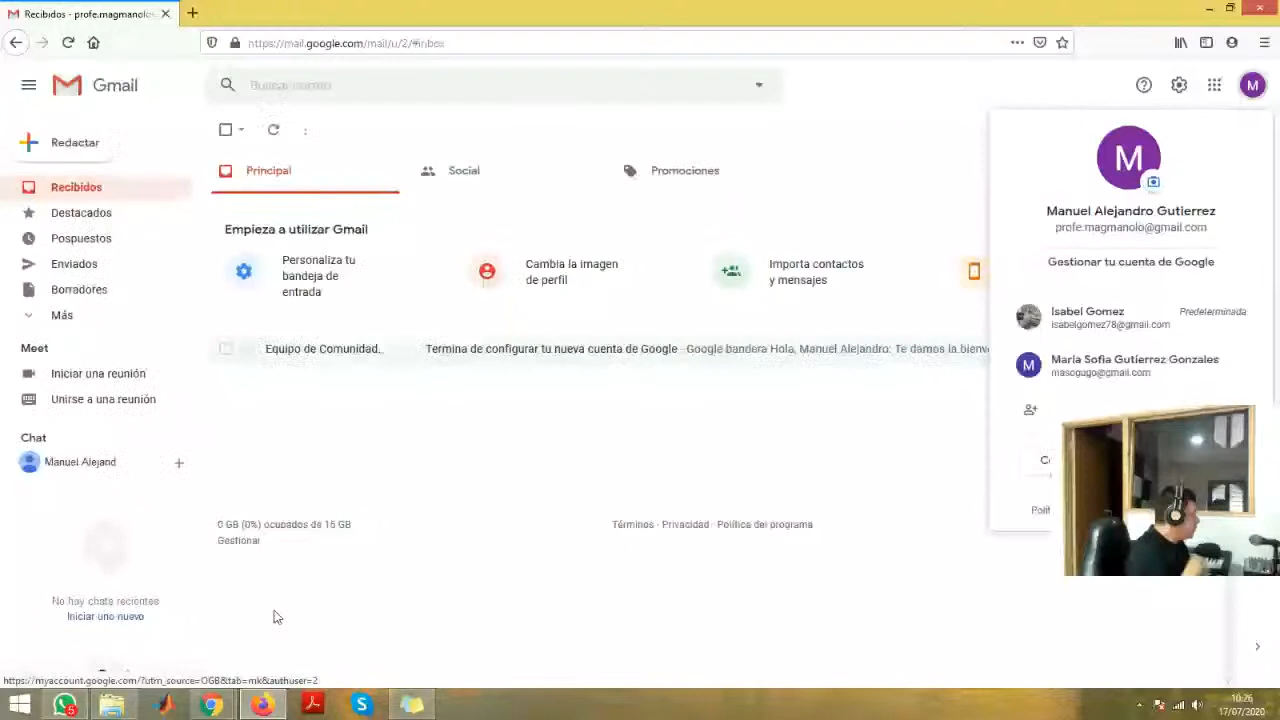 Recibidos - profe.magmanolo
https://mail.google.com/mail/u/2/#inbox
Gmail
Buscar correo
M
Redactar
Principal
Social
Promociones
Recibidos
Destacados
Pospuestos
Enviados
Borradores
Más
Empieza a utilizar Gmail
Personaliza tu
bandeja de
entrada
Cambia la imagen
de perfil
Importa contactos
y mensajes
Equipo de Comunidad. Termina de configurar tu nueva cuenta de Google - Google bandera Hola, Manuel Alejandro: Te damos la bienv
M
Manuel Alejandro Gutierrez
profe.magmanolo@gmail.com
Gestionar tu cuenta de Google
Isabel Gomez
Predeterminada
isabelgomez78@gmail.com
M
María Sofia Gutierrez Gonzales
masogugo@gmail.com
Meet
Iniciar una reunión
Unirse a una reunión
Chat
Manuel Alejand
0 GB (0%) ocupados de 15 GB
Gestionar
Términos · Privacidad · Política del programa
No hay chats recientes
Iniciar uno nuevo
https://myaccount.google.com/?utm_source=OGB&tab=mk&authuser=2
5
10:26
17/07/2020